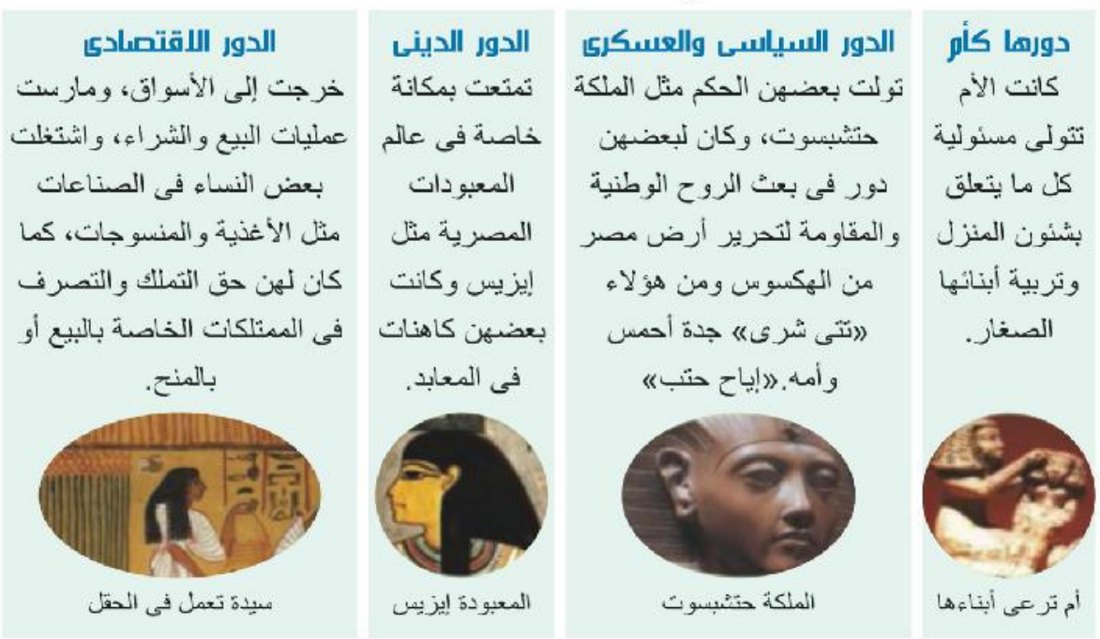 دورها كأم
كانت الأم
تتولى مسئولية
كل ما يتعلق
بشئون المنزل
وتربية أبنائها
الصغار.
أم ترعى أبناءها
الدور السياسى والعسكرى
تولت بعضهن الحكم مثل الملكة
حتشبسوت، وكان لبعضهن
دور فى بعث الروح الوطنية
والمقاومة لتحرير أرض مصر
من الهكسوس ومن هؤلاء
«تتى شرى» جدة أحمس
وأمه.«إياح حتب»
الملكة حتشبسوت
الدور الدينى
تمتعت بمكانة
خاصة فى عالم
المعبودات
المصرية مثل
إيزيس وكانت
بعضهن كاهنات
فى المعابد.
المعبودة إيزيس
الدور الاقتصادى
خرجت إلى الأسواق، ومارست
عمليات البيع والشراء، واشتغلت
بعض النساء فى الصناعات
مثل الأغذية والمنسوجات، كما
كان لهن حق التملك والتصرف
فى الممتلكات الخاصة بالبيع أو
بالمنح.
سيدة تعمل فى الحقل